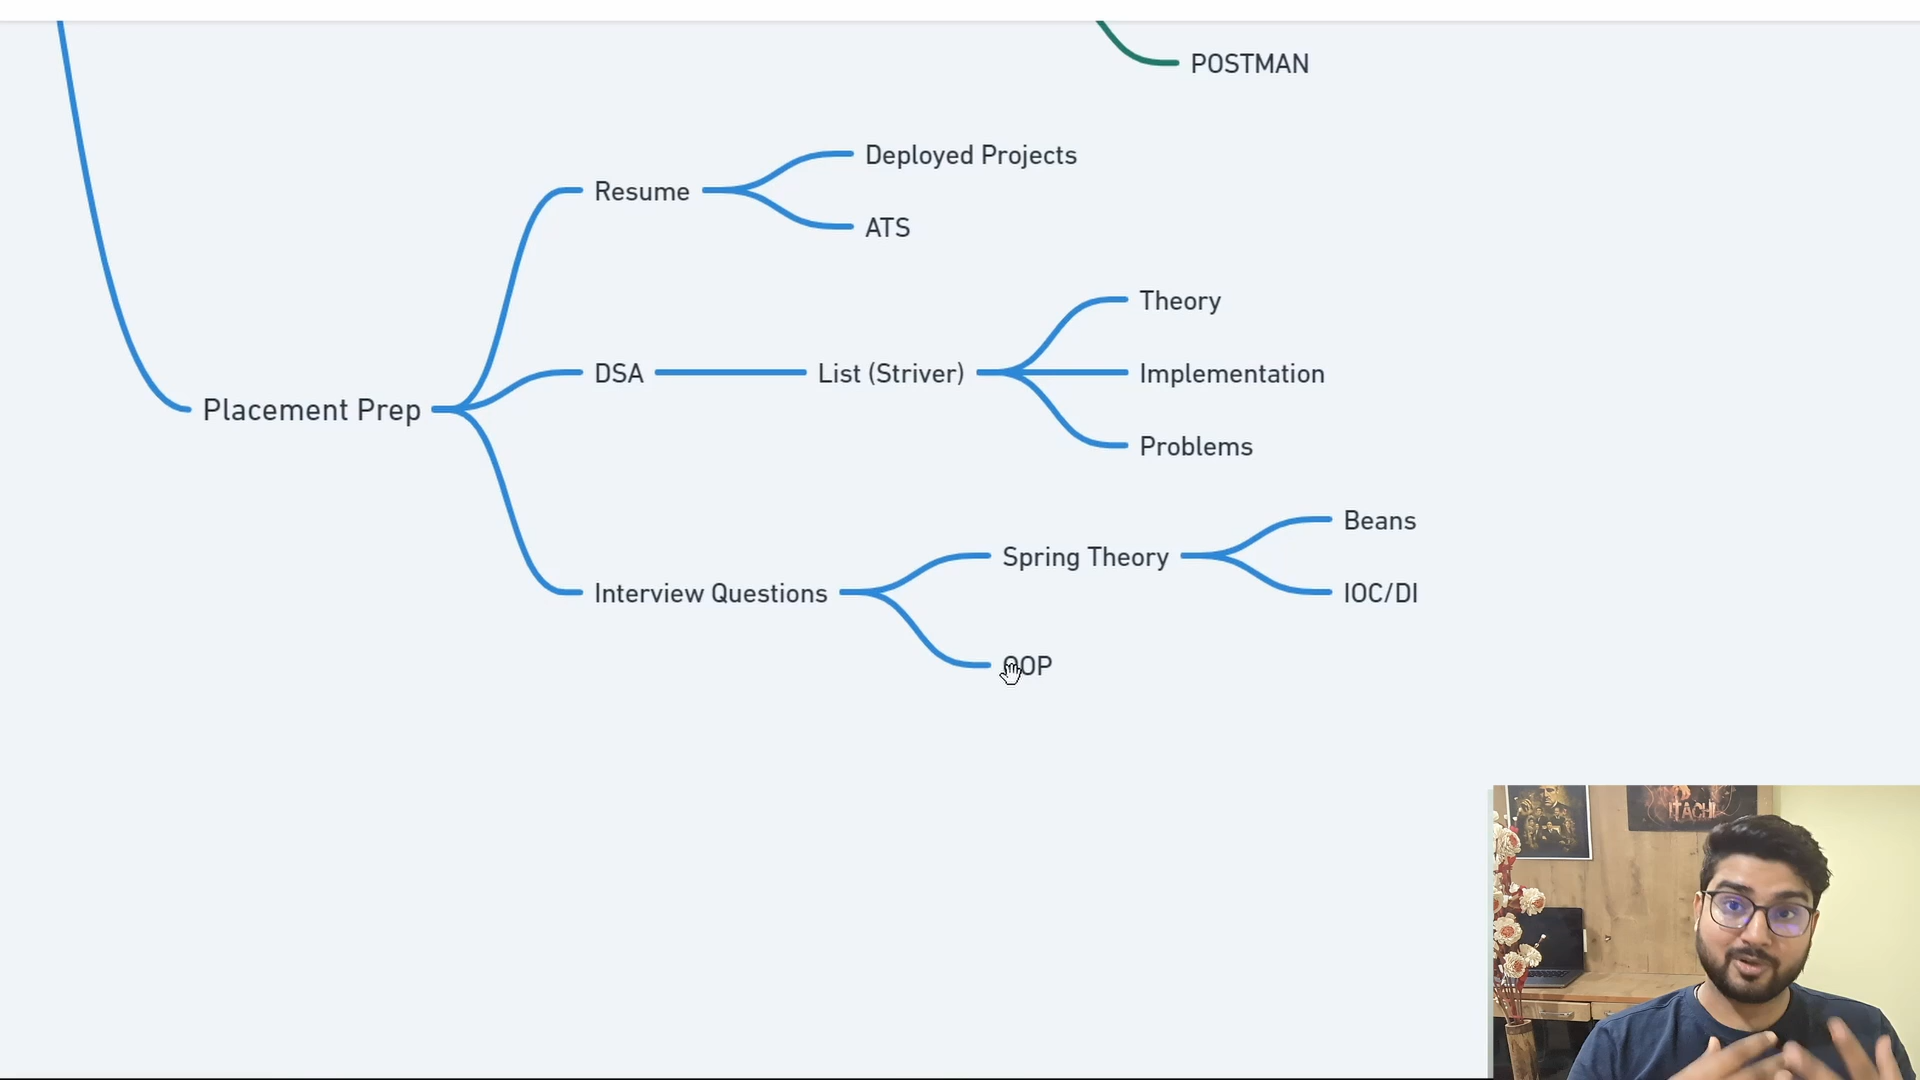 POSTMAN
Deployed Projects
Resume
ATS
Theory
DSA
List (Striver)
Implementation
Placement Prep
Problems
Beans
Spring Theory
Interview Questions
IOC/DI
OOP
ITACHI